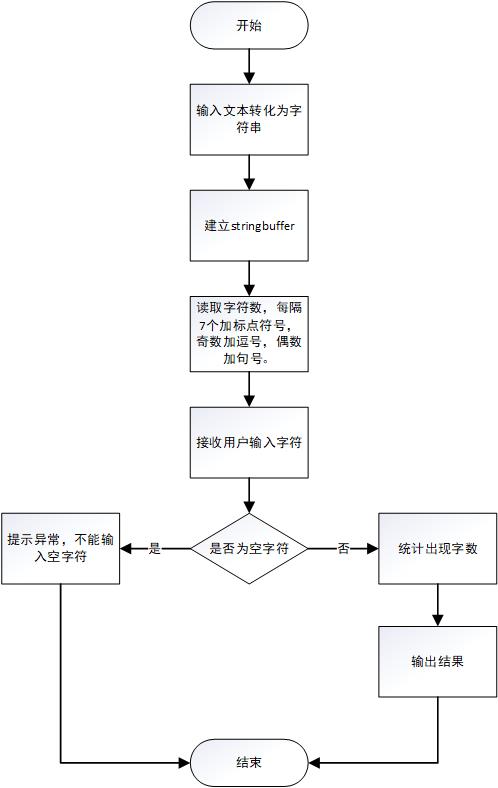 开始
输入文本转化为字
符串
建立stringbuffer
读取字符数，每隔
7个加标点符号，
奇数加逗号，偶数
加句号。
接收用户输入字符
提示异常，不能输
入空字符
是
是否为空字符
否
统计出现字数
输出结果
结束